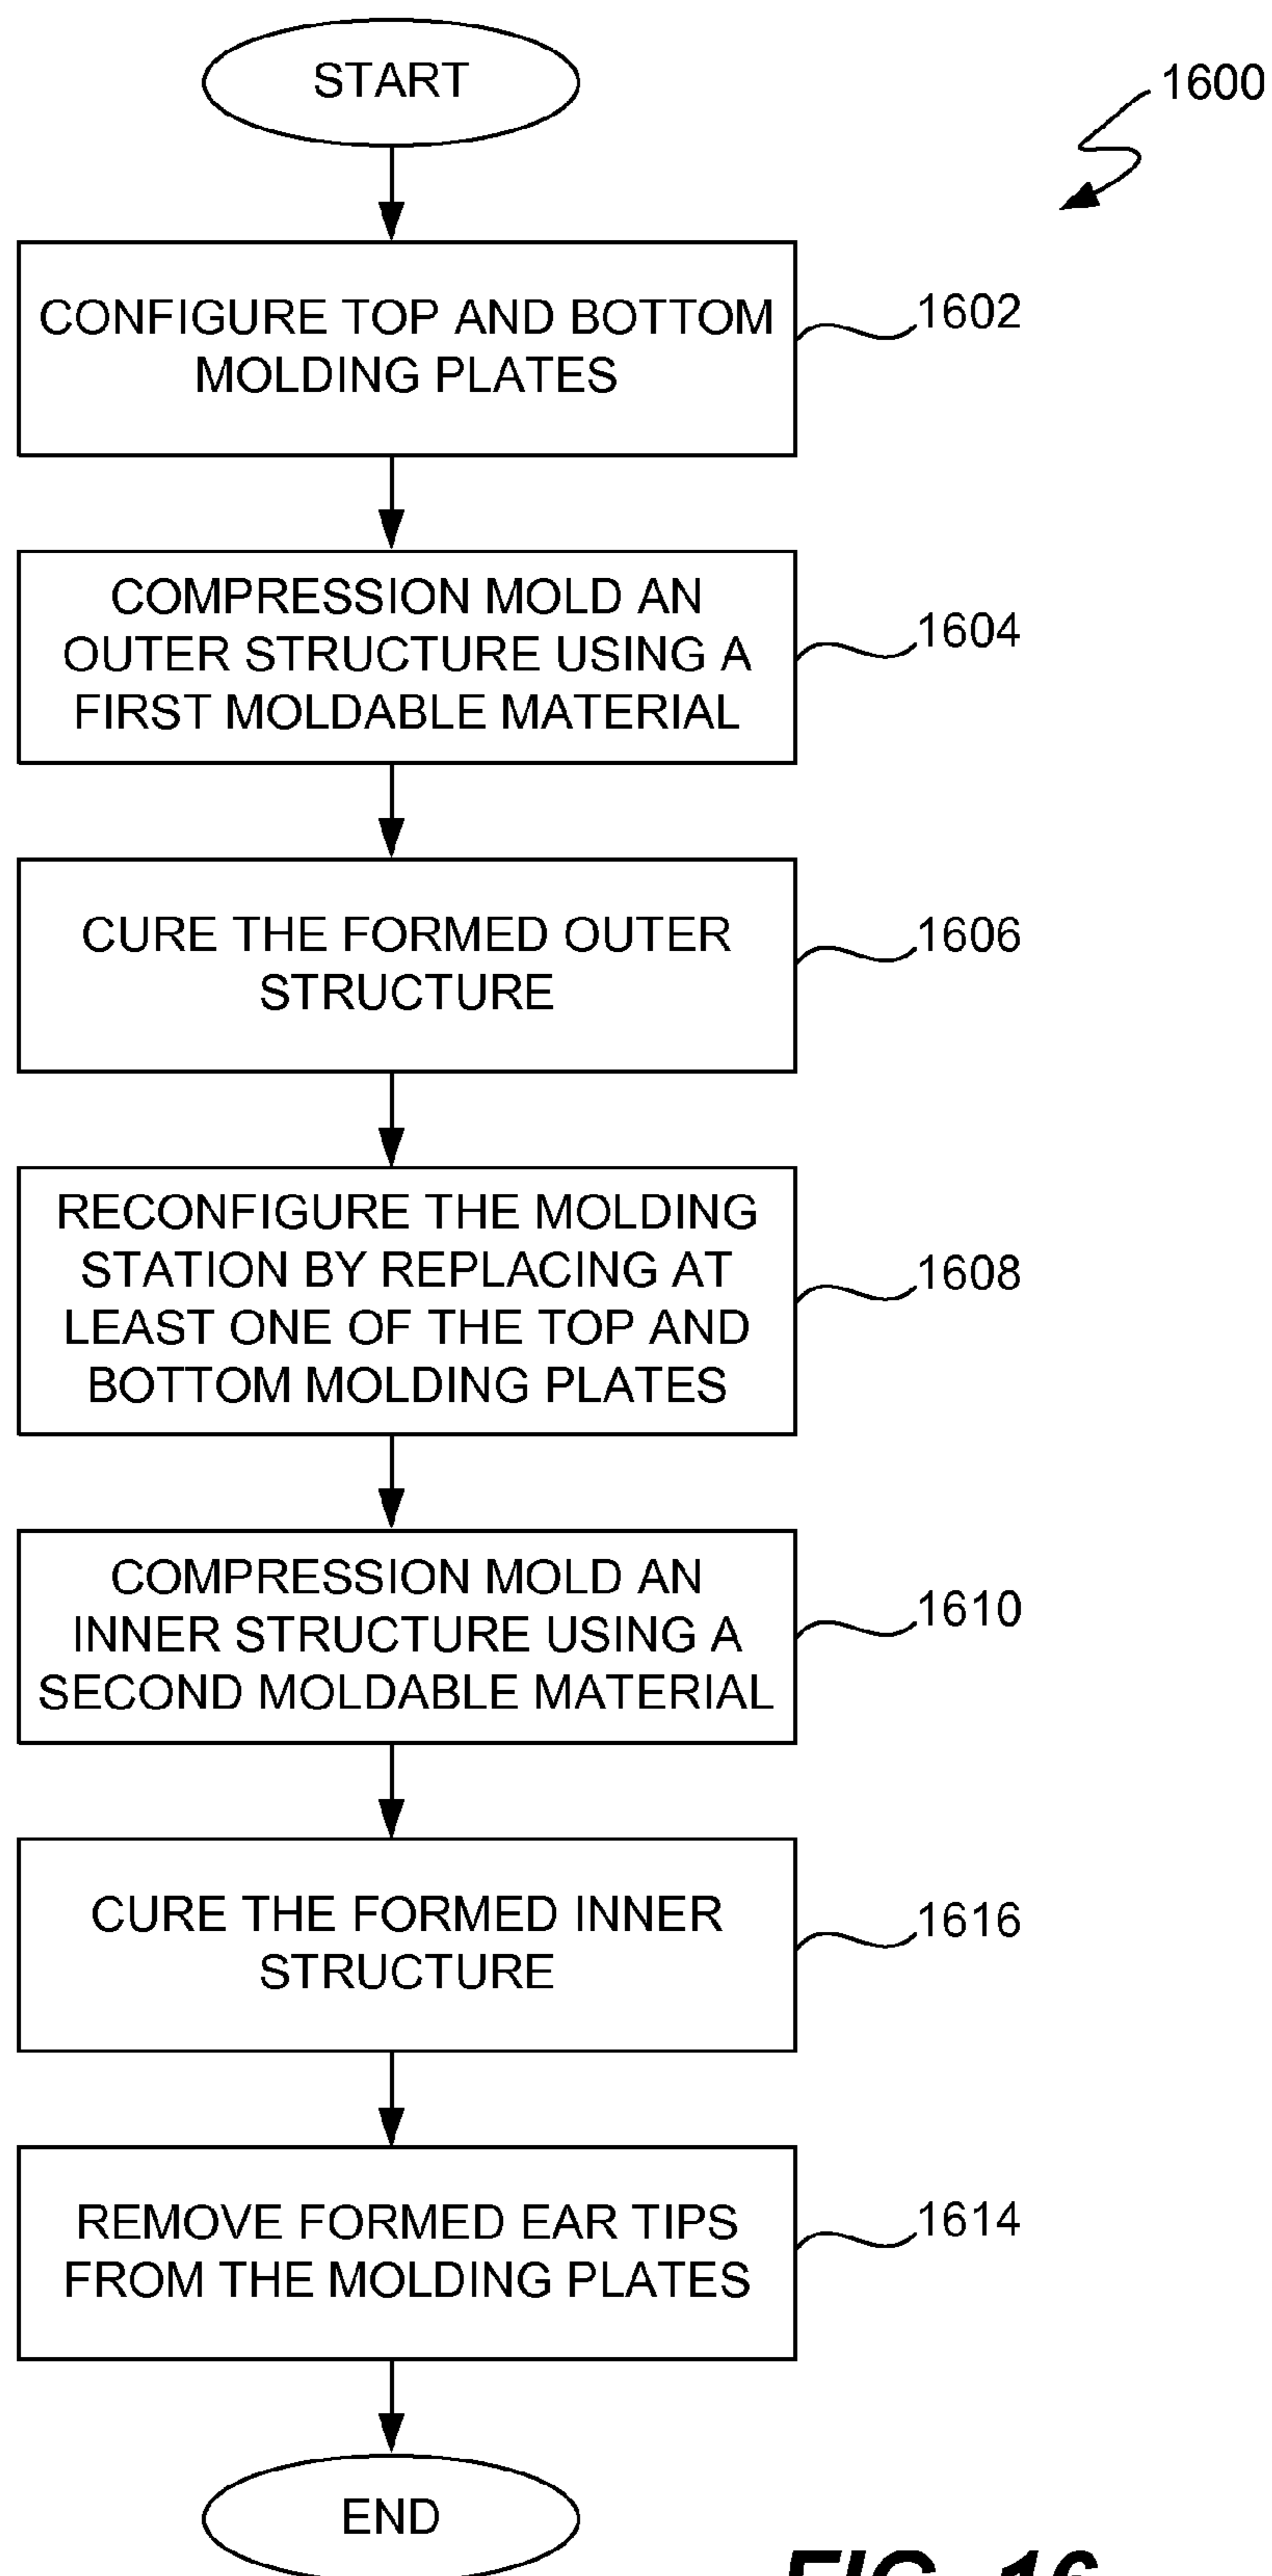 START
1600
CONFIGURE TOP AND BOTTOM
MOLDING PLATES
1602
COMPRESSION MOLD AN
OUTER STRUCTURE USING A
FIRST MOLDABLE MATERIAL
1604
CURE THE FORMED OUTER
STRUCTURE
1606
RECONFIGURE THE MOLDING
STATION BY REPLACING AT
LEAST ONE OF THE TOP AND
BOTTOM MOLDING PLATES
1608
COMPRESSION MOLD AN
INNER STRUCTURE USING A
SECOND MOLDABLE MATERIAL
1610
CURE THE FORMED INNER
STRUCTURE
1616
REMOVE FORMED EAR TIPS
FROM THE MOLDING PLATES
1614
END
FIG. 16